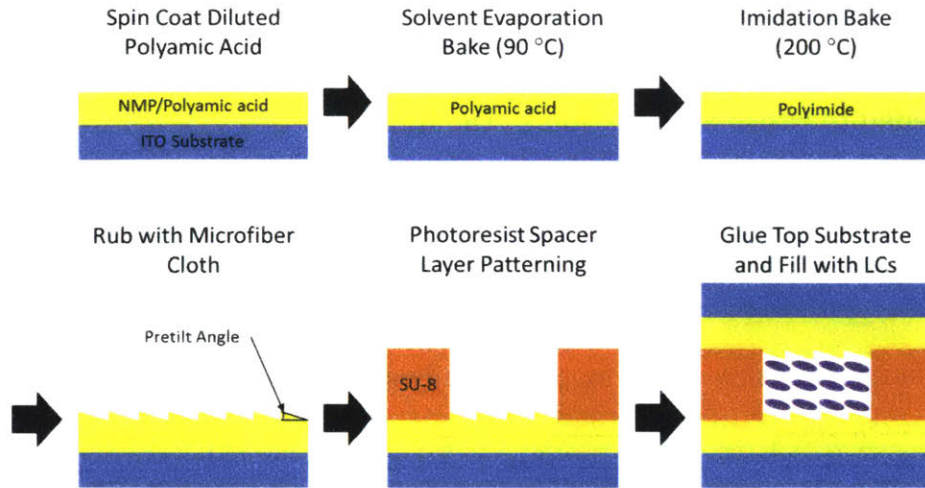 Spin Coat Diluted
Polyamic Acid
Solvent Evaporation
Bake (90 °C)
Imidation Bake
(200 °C)
NMP/Polyamic acid
ITO Substrate
Polyamic acid
Polyimide
Rub with Microfiber
Cloth
Photoresist Spacer
Layer Patterning
Glue Top Substrate
and Fill with LCs
Pretilt Angle
SU-8